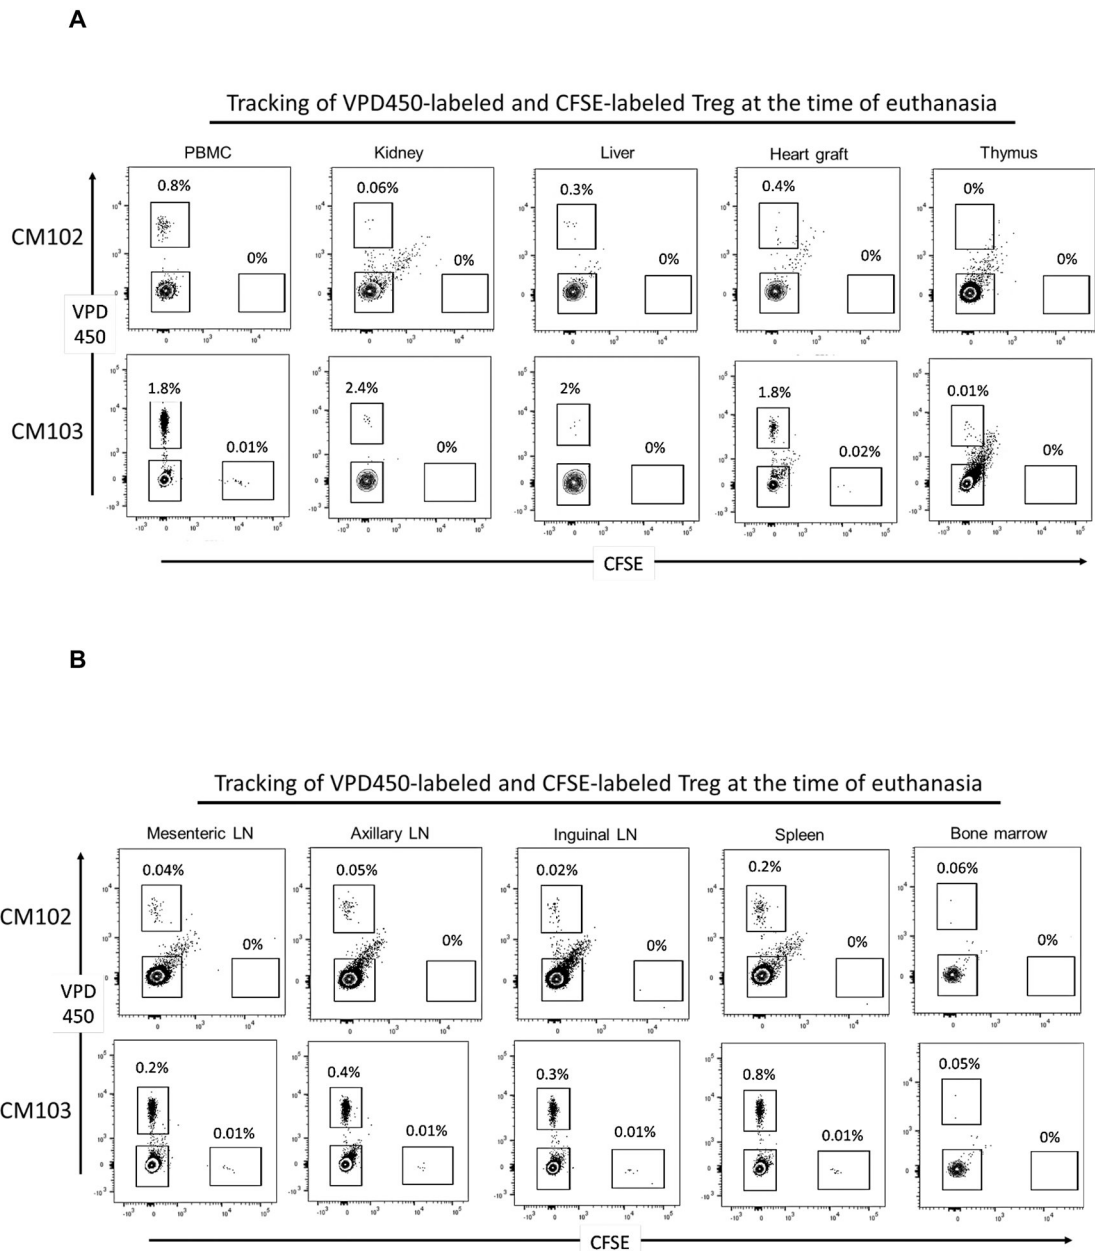 A
Tracking of VPD450-labeled and CFSE-labeled Treg at the time of euthanasia
PBMC Kidney Liver Heart graft Thymus
CM102
0.8% 0.06% 0.3% 0.4% 0%
0% 0% 0% 0% 0%
VPD
450
CM103
1.8% 2.4% 2% 1.8% 0.01%
0.01% 0% 0% 0.02% 0%
CFSE
B
Tracking of VPD450-labeled and CFSE-labeled Treg at the time of euthanasia
Mesenteric LN Axillary LN Inguinal LN Spleen Bone marrow
CM102
0.04% 0.05% 0.02% 0.2% 0.06%
0% 0% 0% 0% 0%
VPD
450
CM103
0.2% 0.4% 0.3% 0.8% 0.05%
0.01% 0.01% 0.01% 0.01% 0%
CFSE